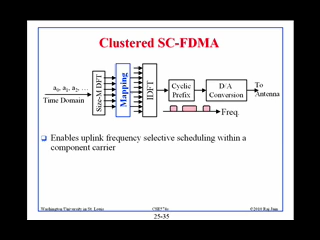 Clustered SC-FDMA
a₀, a₁, a₂, …
Time Domain
Size-M DFT
Mapping
IDFT
Cyclic
Prefix
D/A
Conversion
To
Antenna
Freq.
Enables uplink frequency selective scheduling within a
component carrier
Washington University in St. Louis
CSE574s
©2010 Raj Jain
25-35